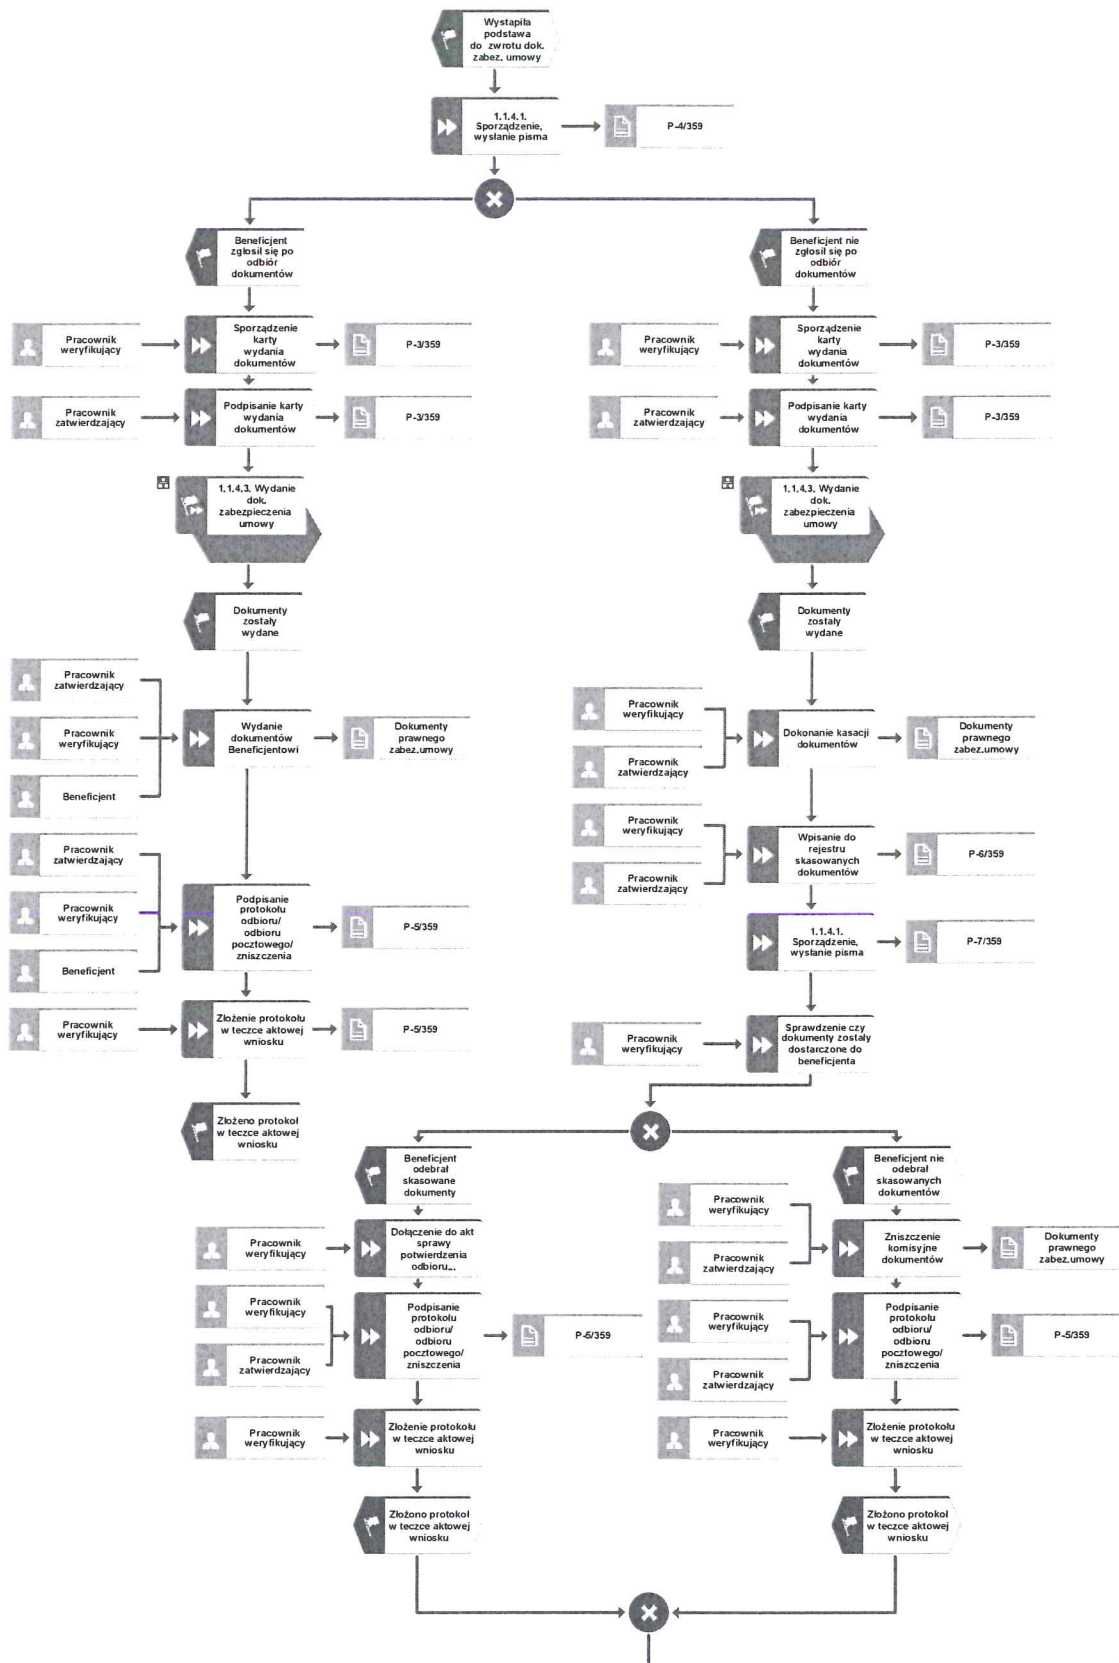 Wystąpiła
podstawa
do zwrotu dok.
zabez. umowy
1.1.4.1.
Sporządzenie,
wysłanie pisma
P-4/359
Beneficjent
zgłosił się po
odbiór
dokumentów
Beneficjent nie
zgłosił się po
odbiór
dokumentów
Pracownik
weryfikujący
Sporządzenie
karty
wydania
dokumentów
P-3/359
Pracownik
weryfikujący
Sporządzenie
karty
wydania
dokumentów
P-3/359
Pracownik
zatwierdzający
Podpisanie karty
wydania
dokumentów
P-3/359
Pracownik
zatwierdzający
Podpisanie karty
wydania
dokumentów
P-3/359
1.1.4.3. Wydanie
dok.
zabezpieczenia
umowy
1.1.4.3. Wydanie
dok.
zabezpieczenia
umowy
Dokumenty
zostały
wydane
Dokumenty
zostały
wydane
Pracownik
zatwierdzający
Pracownik
weryfikujący
Beneficjent
Wydanie
dokumentów
Beneficjentowi
Dokumenty
prawnego
zabez.umowy
Pracownik
weryfikujący
Pracownik
zatwierdzający
Dokonanie kasacji
dokumentów
Dokumenty
prawnego
zabez.umowy
Pracownik
zatwierdzający
Pracownik
weryfikujący
Beneficjent
Podpisanie
protokołu
odbioru/
odbioru
pocztowego/
zniszczenia
P-5/359
Pracownik
weryfikujący
Pracownik
zatwierdzający
Wpisanie do
rejestru
skasowanych
dokumentów
P-6/359
1.1.4.1.
Sporządzenie,
wysłanie pisma
P-7/359
Pracownik
weryfikujący
Złożenie protokołu
w teczce aktowej
wniosku
P-5/359
Pracownik
weryfikujący
Sprawdzenie czy
dokumenty zostały
dostarczone do
beneficjenta
Złożeno protokoł
w teczce aktowej
wniosku
Beneficjent
odebrał
skasowane
dokumenty
Beneficjent nie
odebrał
skasowanych
dokumentów
Pracownik
weryfikujący
Dołączenie do akt
sprawy
potwierdzenia
odbioru...
Pracownik
weryfikujący
Pracownik
zatwierdzający
Zniszczenie
komisyjne
dokumentów
Dokumenty
prawnego
zabez.umowy
Pracownik
weryfikujący
Pracownik
zatwierdzający
Podpisanie
protokołu
odbioru/
odbioru
pocztowego/
zniszczenia
P-5/359
Pracownik
weryfikujący
Pracownik
zatwierdzający
Podpisanie
protokołu
odbioru/
odbioru
pocztowego/
zniszczenia
P-5/359
Pracownik
weryfikujący
Złożenie protokołu
w teczce aktowej
wniosku
Pracownik
weryfikujący
Złożenie protokołu
w teczce aktowej
wniosku
Złożono protokoł
w teczce aktowej
wniosku
Złożono protokoł
w teczce aktowej
wniosku